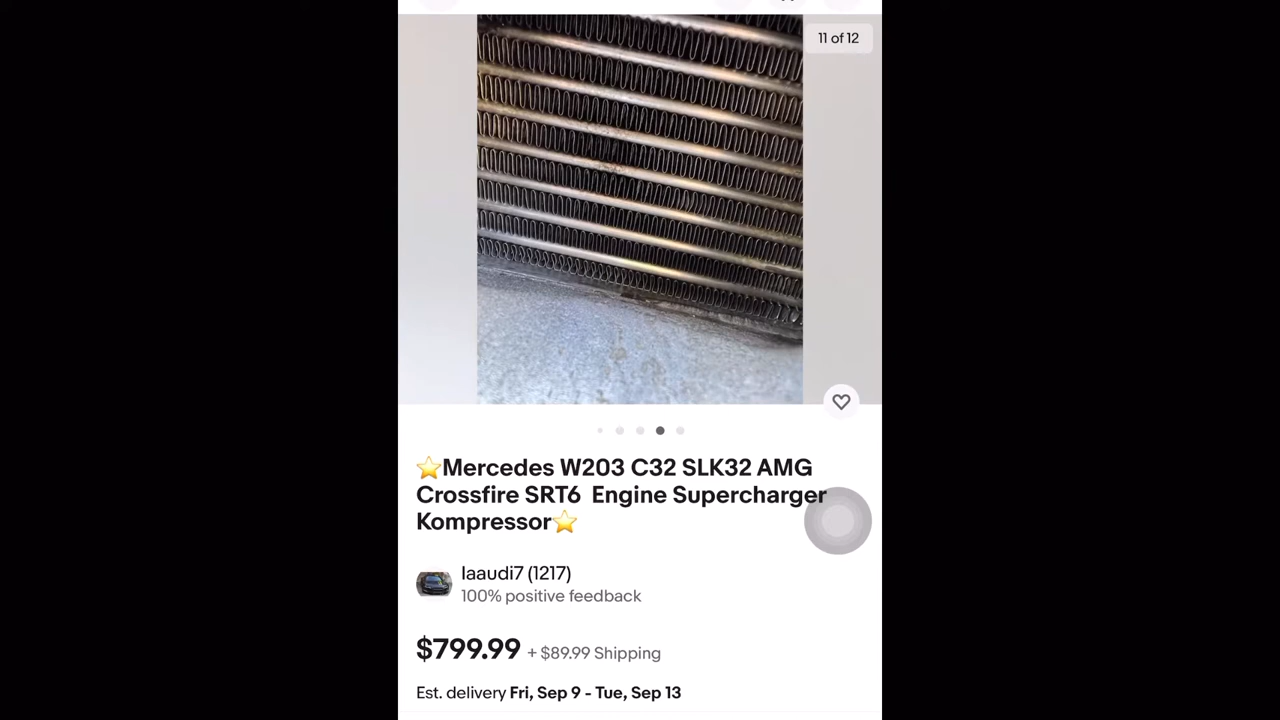 11 of 12
⭐Mercedes W203 C32 SLK32 AMG
Crossfire SRT6 Engine Supercharger
Kompressor⭐
laaudi7 (1217)
100% positive feedback
$799.99 + $89.99 Shipping
Est. delivery Fri, Sep 9 - Tue, Sep 13